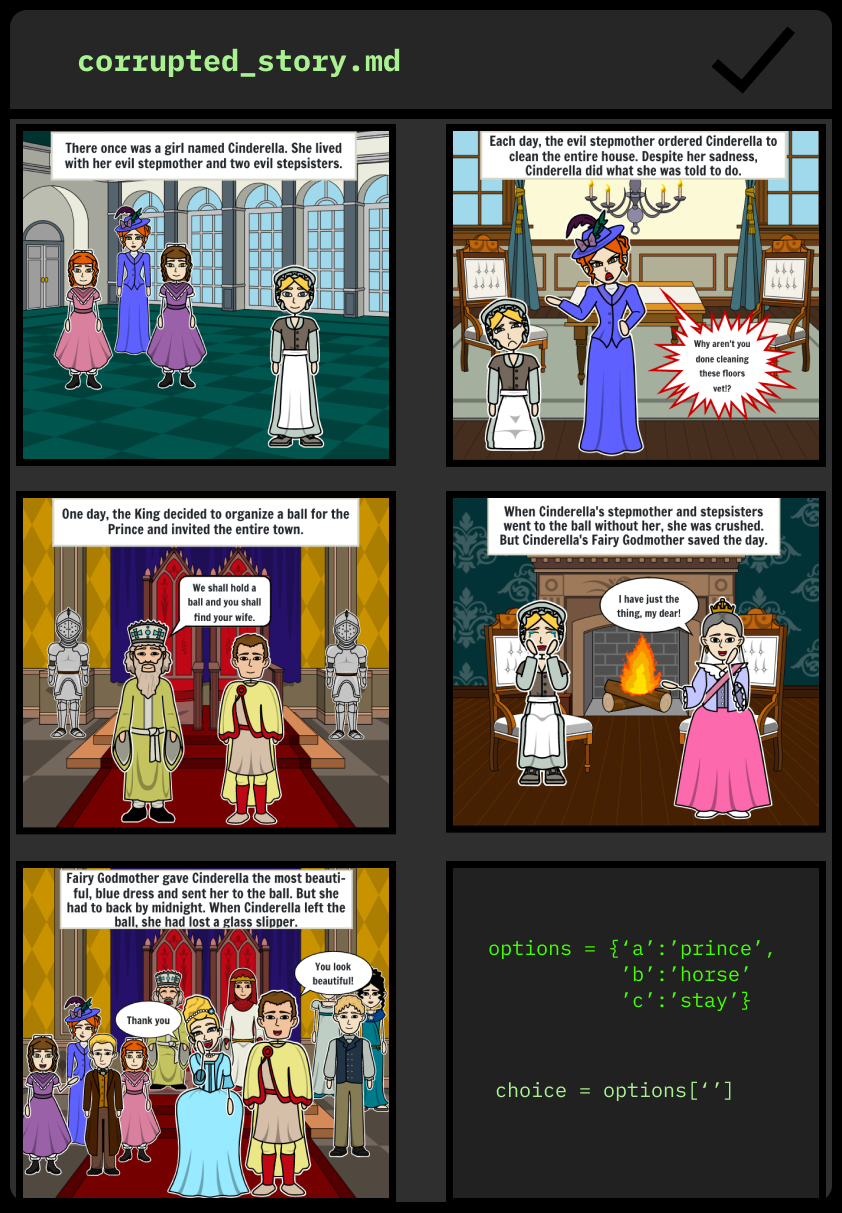 corrupted_story.md
There once was a girl named Cinderella. She lived
with her evil stepmother and two evil stepsisters.
Each day, the evil stepmother ordered Cinderella to
clean the entire house. Despite her sadness,
Cinderella did what she was told to do.
Why aren't you
done cleaning
these floors
yet!?
One day, the King decided to organize a ball for the
Prince and invited the entire town.
We shall hold a
ball and you shall
find your wife.
When Cinderella's stepmother and stepsisters
went to the ball without her, she was crushed.
But Cinderella's Fairy Godmother saved the day.
I have just the
thing, my dear!
Fairy Godmother gave Cinderella the most beauti-
ful, blue dress and sent her to the ball. But she
had to back by midnight. When Cinderella left the
ball, she had lost a glass slipper.
You look
beautiful!
Thank you
options = {‘a’:’prince’,
’b’:’horse’
’c’:’stay’}
choice = options[‘’]